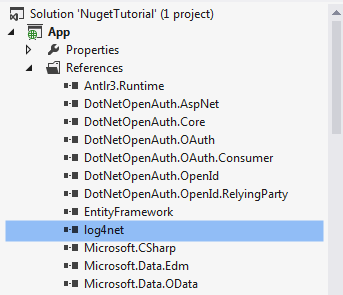 Solution 'NugetTutorial' (1 project)
App
Properties
References
Antlr3.Runtime
DotNetOpenAuth.AspNet
DotNetOpenAuth.Core
DotNetOpenAuth.OAuth
DotNetOpenAuth.OAuth.Consumer
DotNetOpenAuth.OpenId
DotNetOpenAuth.OpenId.RelyingParty
EntityFramework
log4net
Microsoft.CSharp
Microsoft.Data.Edm
Microsoft.Data.OData